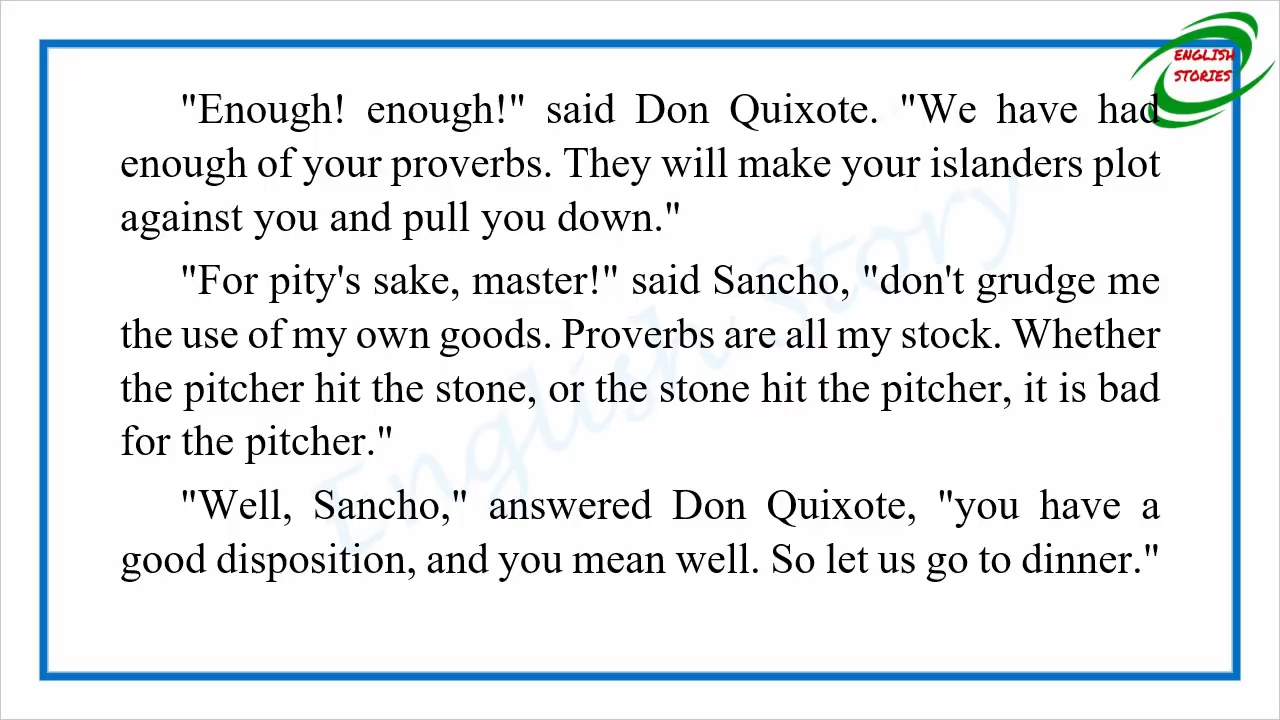 ENGLISH
STORIES
"Enough! enough!" said Don Quixote. "We have had
enough of your proverbs. They will make your islanders plot
against you and pull you down."
"For pity's sake, master!" said Sancho, "don't grudge me
the use of my own goods. Proverbs are all my stock. Whether
the pitcher hit the stone, or the stone hit the pitcher, it is bad
for the pitcher."
"Well, Sancho," answered Don Quixote, "you have a
good disposition, and you mean well. So let us go to dinner."
English Story